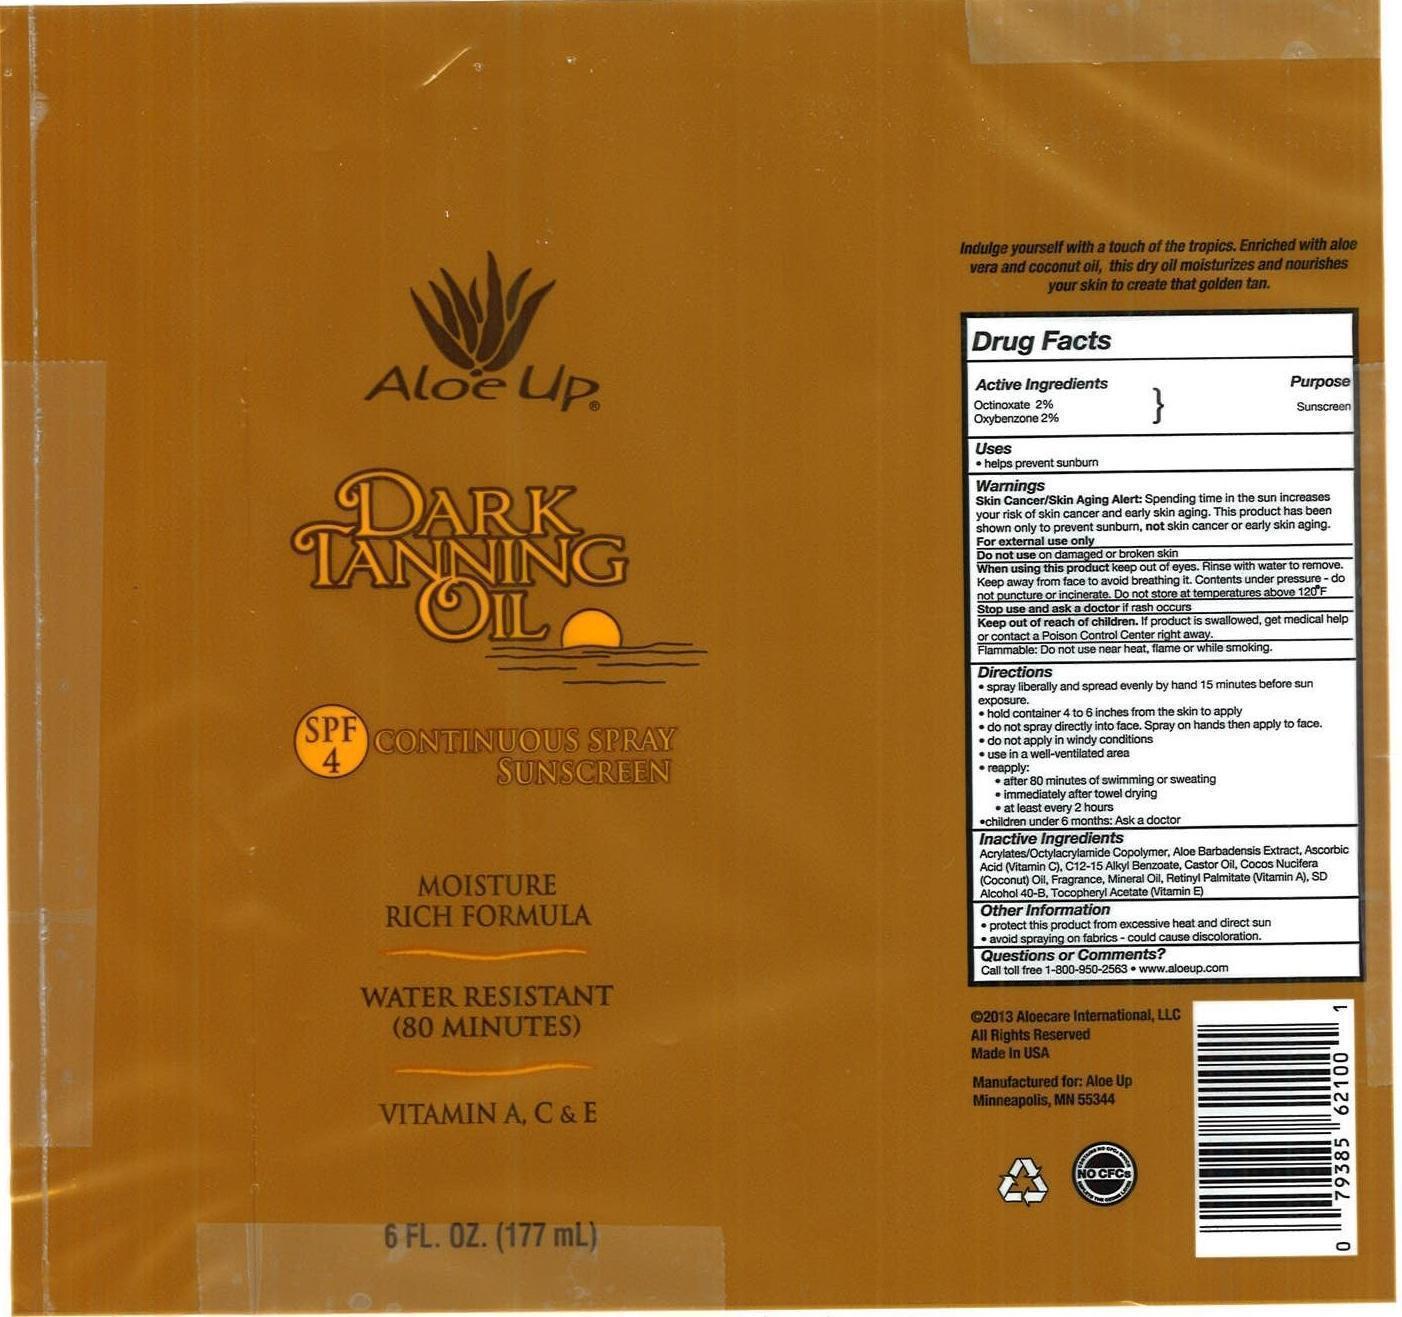 Aloe Up®
DARK
TANNING
OIL
SPF
4
CONTINUOUS SPRAY
SUNSCREEN
MOISTURE
RICH FORMULA
WATER RESISTANT
(80 MINUTES)
VITAMIN A, C & E
6 FL. OZ. (177 mL)
Indulge yourself with a touch of the tropics. Enriched with aloe
vera and coconut oil, this dry oil moisturizes and nourishes
your skin to create that golden tan.
Drug Facts
Active Ingredients Purpose
Octinoxate 2%
Oxybenzone 2% } Sunscreen
Uses
• helps prevent sunburn
Warnings
Skin Cancer/Skin Aging Alert: Spending time in the sun increases
your risk of skin cancer and early skin aging. This product has been
shown only to prevent sunburn, not skin cancer or early skin aging.
For external use only
Do not use on damaged or broken skin
When using this product keep out of eyes. Rinse with water to remove.
Keep away from face to avoid breathing it. Contents under pressure - do
not puncture or incinerate. Do not store at temperatures above 120°F
Stop use and ask a doctor if rash occurs
Keep out of reach of children. If product is swallowed, get medical help
or contact a Poison Control Center right away.
Flammable: Do not use near heat, flame or while smoking.
Directions
• spray liberally and spread evenly by hand 15 minutes before sun
exposure.
• hold container 4 to 6 inches from the skin to apply
• do not spray directly into face. Spray on hands then apply to face.
• do not apply in windy conditions
• use in a well-ventilated area
• reapply:
• after 80 minutes of swimming or sweating
• immediately after towel drying
• at least every 2 hours
•children under 6 months: Ask a doctor
Inactive Ingredients
Acrylates/Octylacrylamide Copolymer, Aloe Barbadensis Extract, Ascorbic
Acid (Vitamin C), C12-15 Alkyl Benzoate, Castor Oil, Cocos Nucifera
(Coconut) Oil, Fragrance, Mineral Oil, Retinyl Palmitate (Vitamin A), SD
Alcohol 40-B, Tocopheryl Acetate (Vitamin E)
Other Information
• protect this product from excessive heat and direct sun
• avoid spraying on fabrics - could cause discoloration.
Questions or Comments?
Call toll free 1-800-950-2563 • www.aloeup.com
©2013 Aloecare International, LLC
All Rights Reserved
Made In USA
Manufactured for: Aloe Up
Minneapolis, MN 55344
NO CFCs
0 79385 62100 1